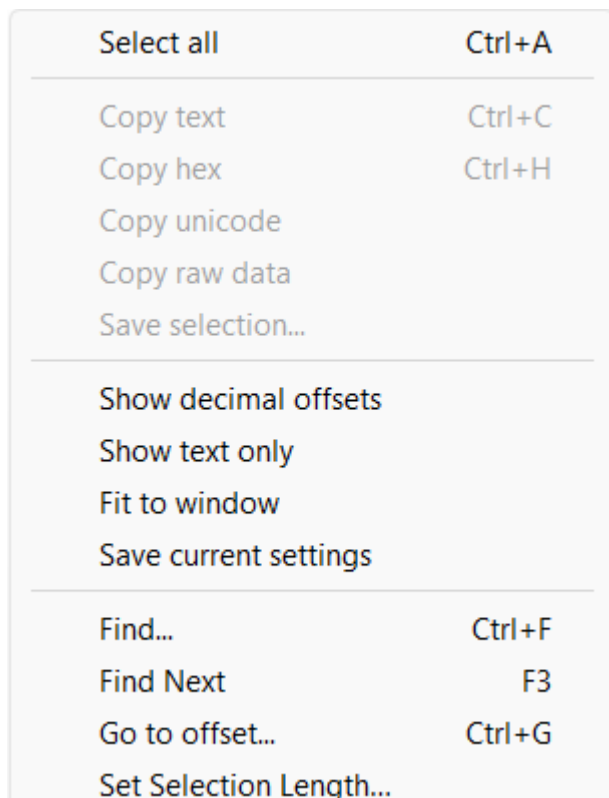 Select all Ctrl+A
Copy text Ctrl+C
Copy hex Ctrl+H
Copy unicode
Copy raw data
Save selection...
Show decimal offsets
Show text only
Fit to window
Save current settings
Find... Ctrl+F
Find Next F3
Go to offset... Ctrl+G
Set Selection Length...